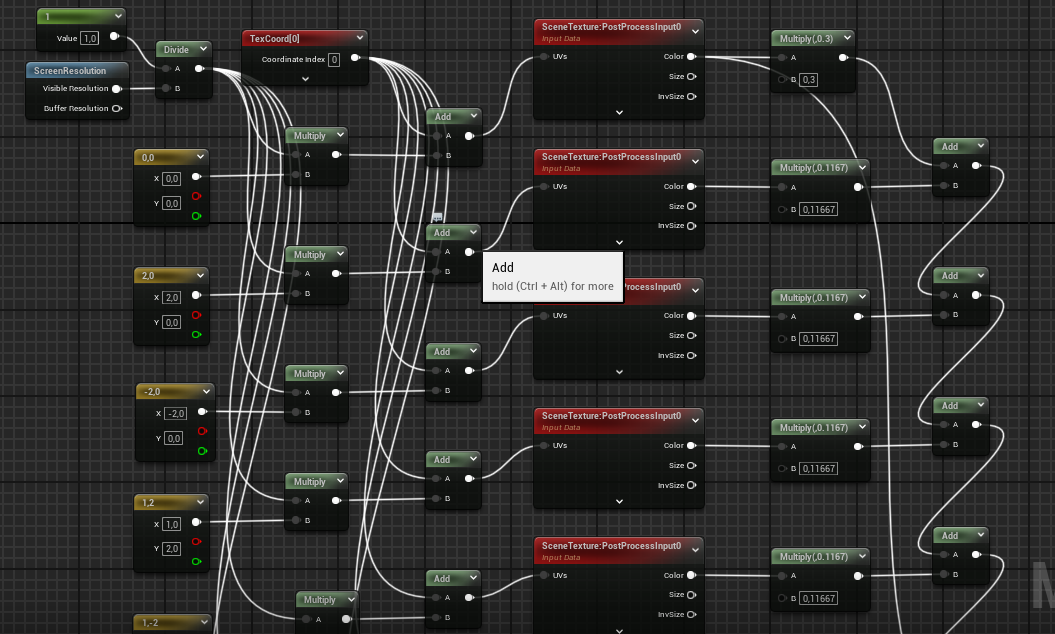 1
Value 1,0
ScreenResolution
Visible Resolution
Buffer Resolution
Divide
A
B
TexCoord[0]
Coordinate Index 0
0,0
X 0,0
Y 0,0
2,0
X 2,0
Y 0,0
-2,0
X -2,0
Y 0,0
1,2
X 1,0
Y 2,0
1,-2
Multiply
A
B
Multiply
A
B
Multiply
A
B
Multiply
A
B
Multiply
A
Add
A
B
Add
A
B
Add
A
B
Add
A
B
Add
A
B
Add
hold (Ctrl + Alt) for more
SceneTexture:PostProcessInput0
Input Data
UVs Color
Size
InvSize
SceneTexture:PostProcessInput0
Input Data
UVs Color
Size
InvSize
ProcessInput0
UVs Color
Size
InvSize
SceneTexture:PostProcessInput0
Input Data
UVs Color
Size
InvSize
SceneTexture:PostProcessInput0
Input Data
UVs Color
Size
InvSize
Multiply(,0.3)
A
B 0,3
Multiply(,0.1167)
A
B 0,11667
Multiply(,0.1167)
A
B 0,11667
Multiply(,0.1167)
A
B 0,11667
Multiply(,0.1167)
A
B 0,11667
Add
A
B
Add
A
B
Add
A
B
Add
A
B
M